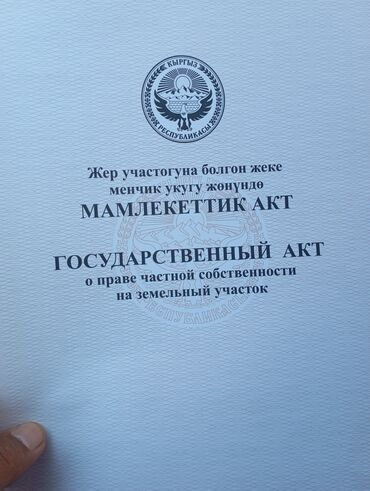 КЫРГЫЗ
РЕСПУБЛИКАСЫ
Жер участогуна болгон жеке
менчик укугу жөнүндө
МАМЛЕКЕТТИК АКТ
ГОСУДАРСТВЕННЫЙ АКТ
о праве частной собственности
на земельный участок
РЕСПУБЛИКАСЫ